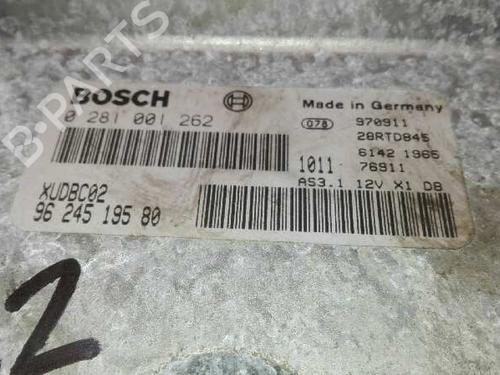 BOSCH
Made in Germany
0 281 001 262
078 970911
28RTD845
6142 1965
1011 76911
AS3.1 12V X1 D8
XUDBC02
96 245 195 80
B-PARTS
2